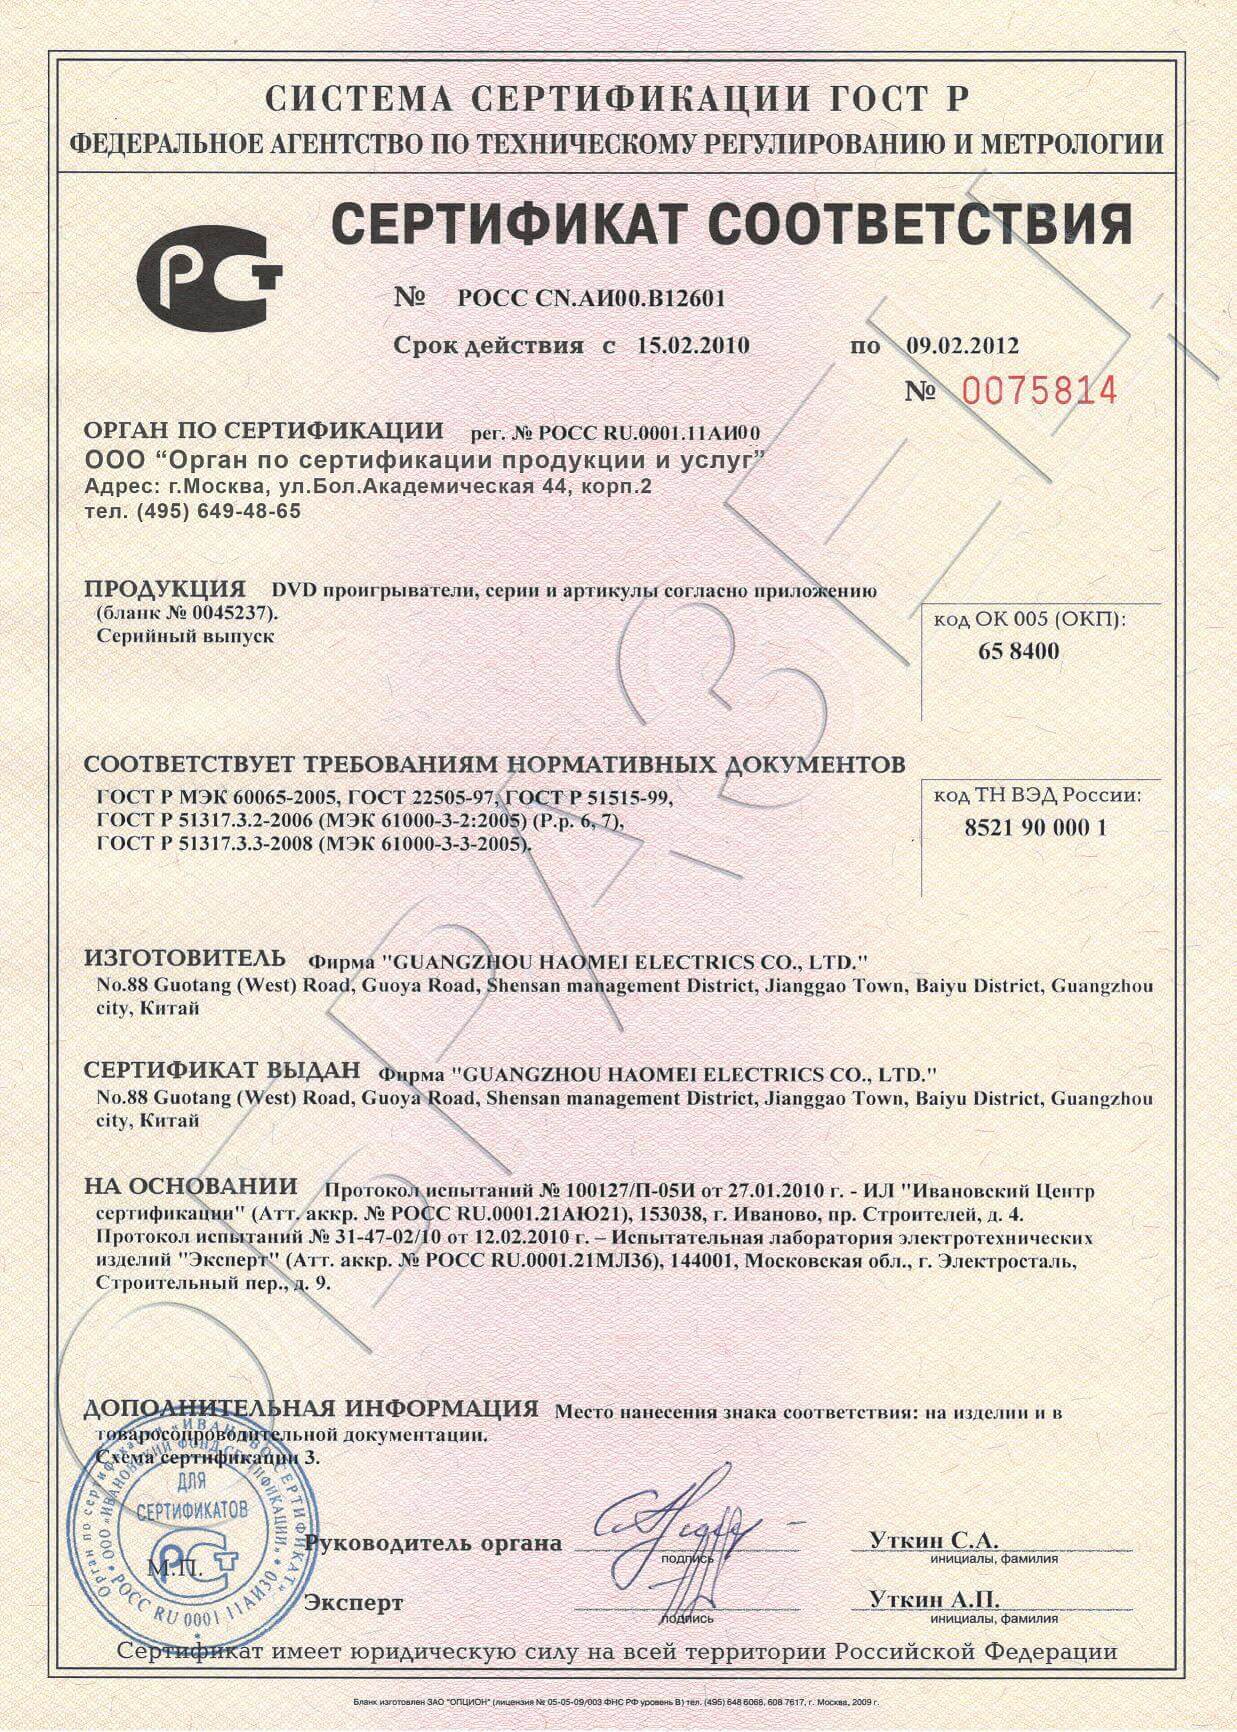 СИСТЕМА СЕРТИФИКАЦИИ ГОСТ Р
ФЕДЕРАЛЬНОЕ АГЕНТСТВО ПО ТЕХНИЧЕСКОМУ РЕГУЛИРОВАНИЮ И МЕТРОЛОГИИ
РСТ
СЕРТИФИКАТ СООТВЕТСТВИЯ
№ РОСС CN.АИ00.В12601
Срок действия с 15.02.2010 по 09.02.2012
№ 0075814
ОРГАН ПО СЕРТИФИКАЦИИ рег. № РОСС RU.0001.11АИ00
ООО “Орган по сертификации продукции и услуг”
Адрес: г.Москва, ул.Бол.Академическая 44, корп.2
тел. (495) 649-48-65
ПРОДУКЦИЯ DVD проигрыватели, серии и артикулы согласно приложению
(бланк № 0045237).
Серийный выпуск
код ОК 005 (ОКП):
65 8400
СООТВЕТСТВУЕТ ТРЕБОВАНИЯМ НОРМАТИВНЫХ ДОКУМЕНТОВ
ГОСТ Р МЭК 60065-2005, ГОСТ 22505-97, ГОСТ Р 51515-99,
ГОСТ Р 51317.3.2-2006 (МЭК 61000-3-2:2005) (Р.р. 6, 7),
ГОСТ Р 51317.3.3-2008 (МЭК 61000-3-3-2005).
код ТН ВЭД России:
8521 90 000 1
ИЗГОТОВИТЕЛЬ Фирма "GUANGZHOU HAOMEI ELECTRICS CO., LTD."
No.88 Guotang (West) Road, Guoya Road, Shensan management District, Jianggao Town, Baiyu District, Guangzhou
city, Китай
СЕРТИФИКАТ ВЫДАН Фирма "GUANGZHOU HAOMEI ELECTRICS CO., LTD."
No.88 Guotang (West) Road, Guoya Road, Shensan management District, Jianggao Town, Baiyu District, Guangzhou
city, Китай
НА ОСНОВАНИИ Протокол испытаний № 100127/П-05И от 27.01.2010 г. - ИЛ "Ивановский Центр
сертификации" (Атт. аккр. № РОСС RU.0001.21АЮ21), 153038, г. Иваново, пр. Строителей, д. 4.
Протокол испытаний № 31-47-02/10 от 12.02.2010 г. – Испытательная лаборатория электротехнических
изделий "Эксперт" (Атт. аккр. № РОСС RU.0001.21МЛ36), 144001, Московская обл., г. Электросталь,
Строительный пер., д. 9.
ДОПОЛНИТЕЛЬНАЯ ИНФОРМАЦИЯ Место нанесения знака соответствия: на изделии и в
товаросопроводительной документации.
Схема сертификации 3.
Орган по сертификации «ИВАНОВО-СЕРТИФИКАТ»
ООО «ИВАНОВСКИЙ ФОНД СЕРТИФИКАЦИИ»
РОСС RU 0001 11АИ30
ДЛЯ
СЕРТИФИКАТОВ
РСТ
М.П.
Руководитель органа
подпись
Уткин С.А.
инициалы, фамилия
Эксперт
подпись
Уткин А.П.
инициалы, фамилия
Сертификат имеет юридическую силу на всей территории Российской Федерации
Бланк изготовлен ЗАО "ОПЦИОН" (лицензия № 05-05-09/003 ФНС РФ уровень В) тел. (495) 648 6068, 608 7617, г. Москва, 2009 г.
ОБРАЗЕЦ